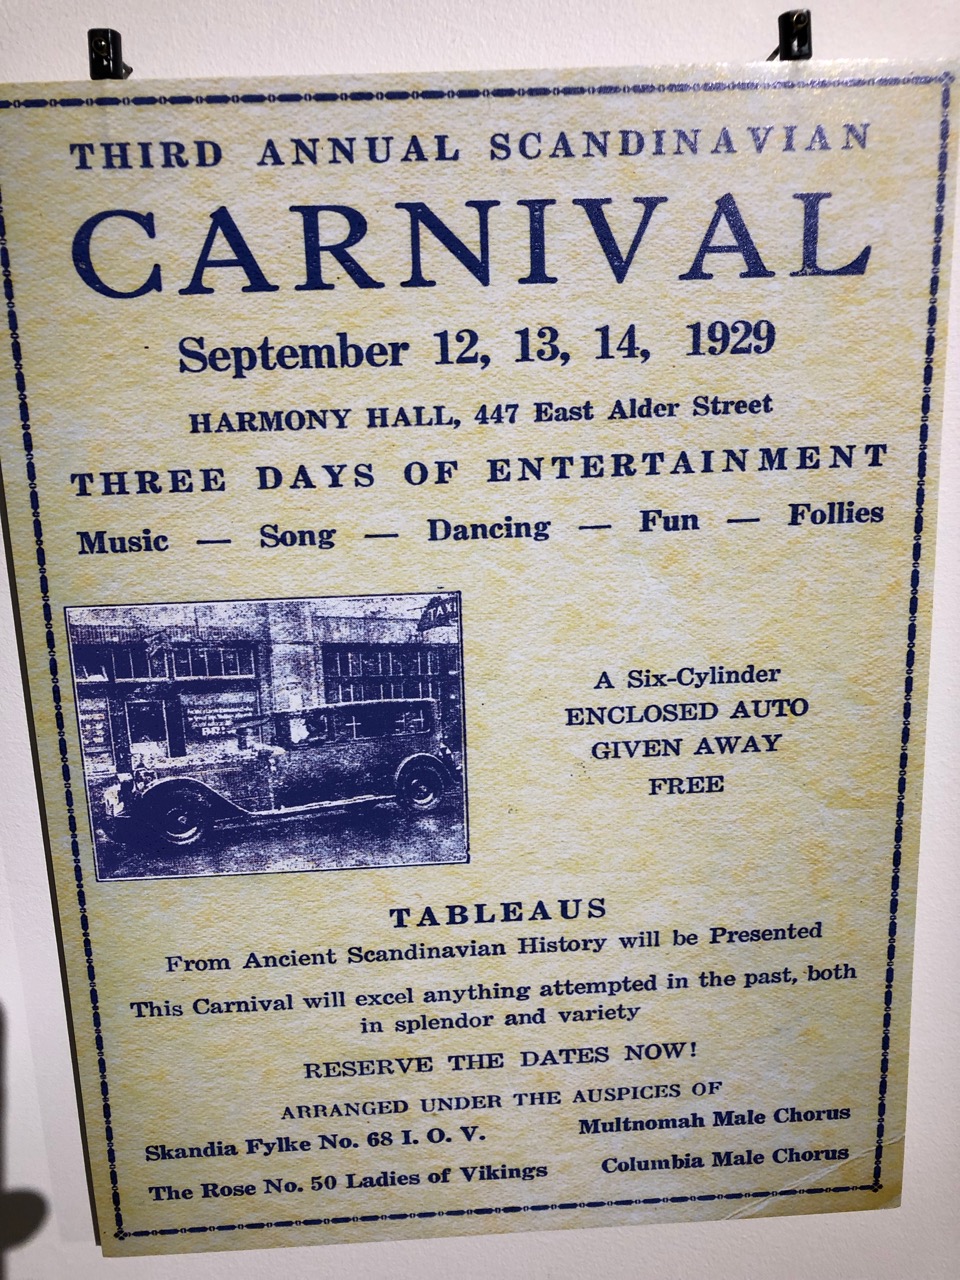 THIRD ANNUAL SCANDINAVIAN
CARNIVAL
September 12, 13, 14, 1929
HARMONY HALL, 447 East Alder Street
THREE DAYS OF ENTERTAINMENT
Music — Song — Dancing — Fun — Follies
TAXI
A Six-Cylinder
ENCLOSED AUTO
GIVEN AWAY
FREE
TABLEAUS
From Ancient Scandinavian History will be Presented
This Carnival will excel anything attempted in the past, both
in splendor and variety
RESERVE THE DATES NOW!
ARRANGED UNDER THE AUSPICES OF
Skandia Fylke No. 68 I. O. V.
Multnomah Male Chorus
The Rose No. 50 Ladies of Vikings
Columbia Male Chorus